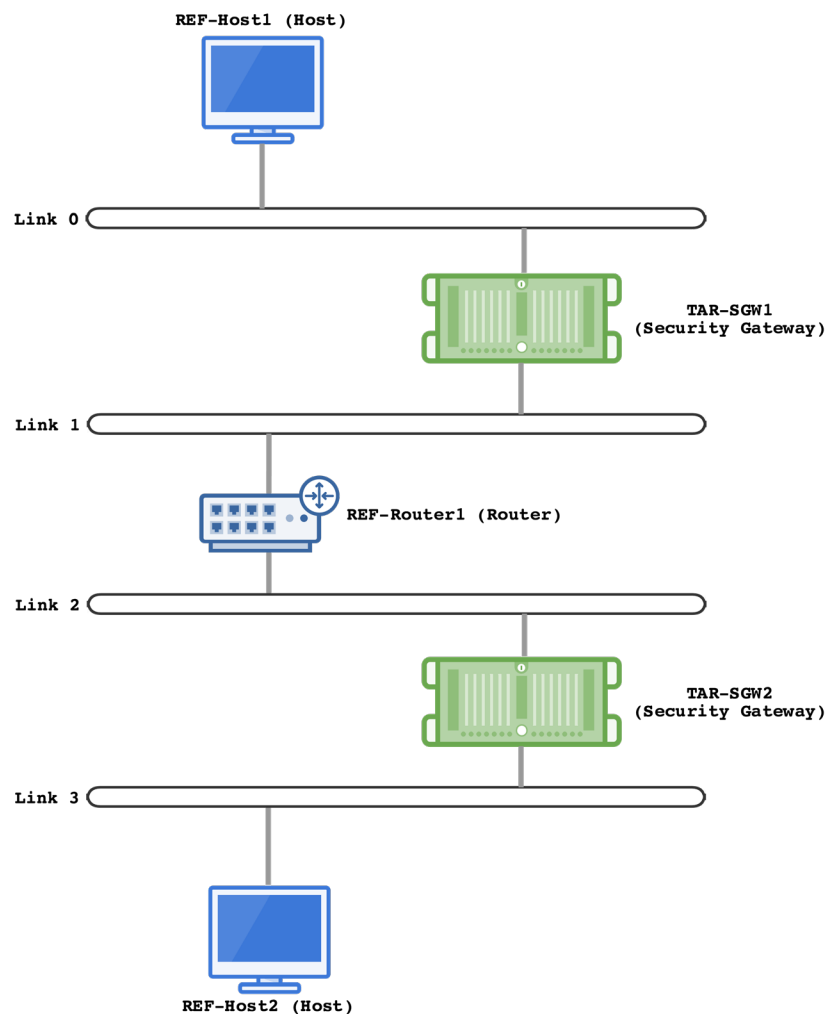 REF-Host1 (Host)
Link 0
TAR-SGW1
(Security Gateway)
Link 1
REF-Router1 (Router)
Link 2
TAR-SGW2
(Security Gateway)
Link 3
REF-Host2 (Host)